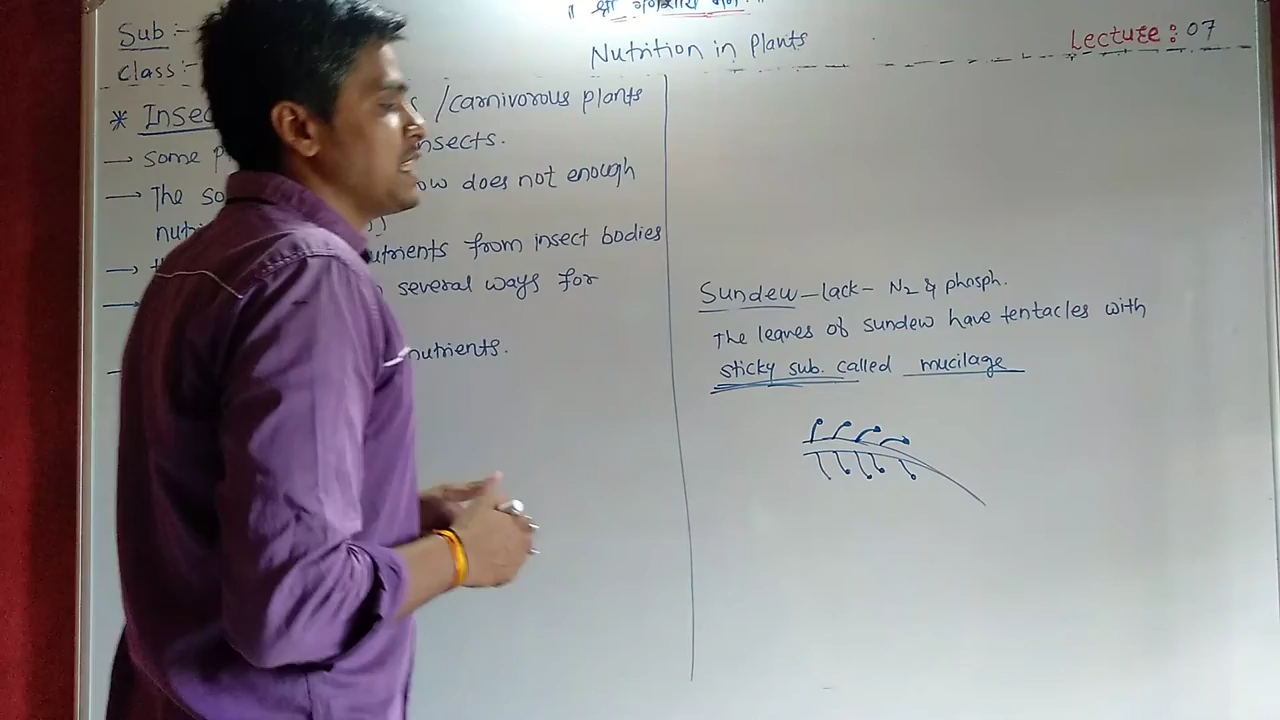 ॥ श्री गणेशाय नमः ॥
Sub :-
Nutrition in Plants
Lecture : 07
Class :-
* Insec s /carnivorous plants
→ some p nsects.
→ The so ow does not enough
nutri
utrients from insect bodies
several ways for
nutrients.
Sundew - lack - N2 & phosph.
The leaves of sundew have tentacles with
sticky sub. called mucilage